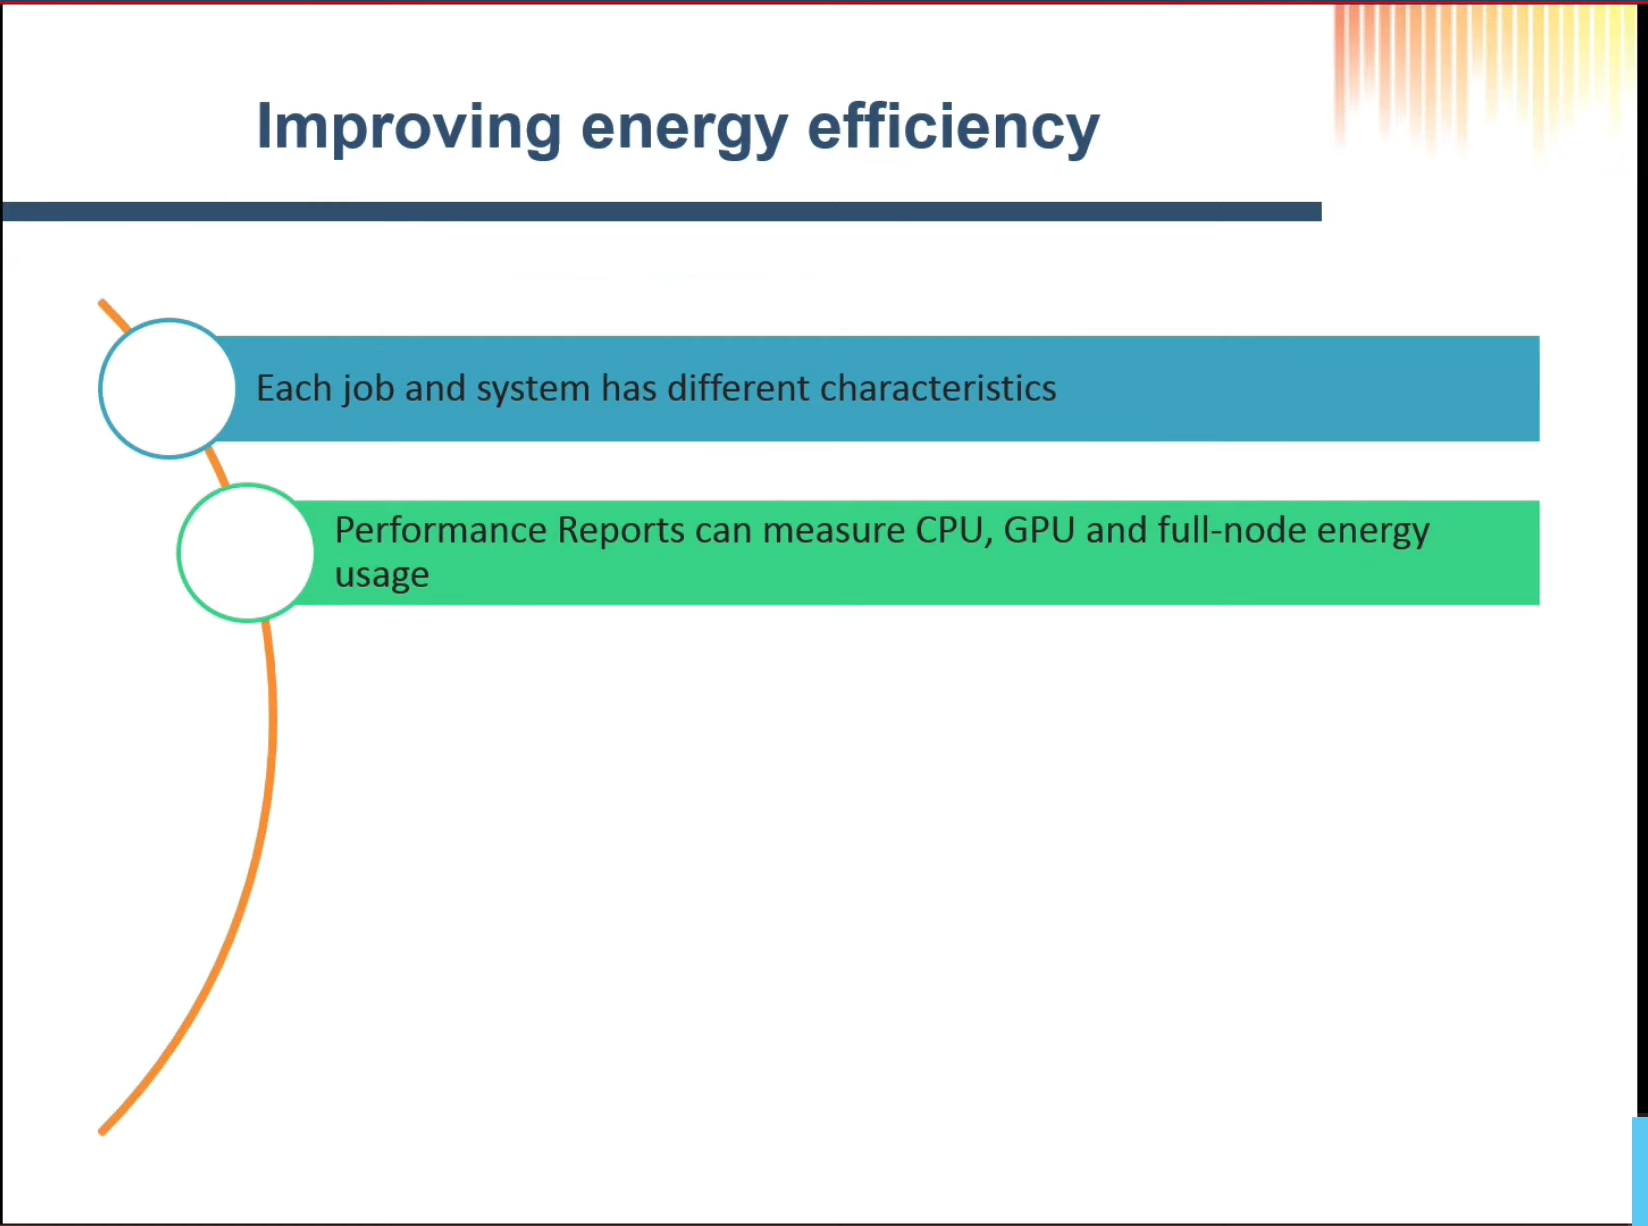 Improving energy efficiency
Each job and system has different characteristics
Performance Reports can measure CPU, GPU and full-node energy
usage